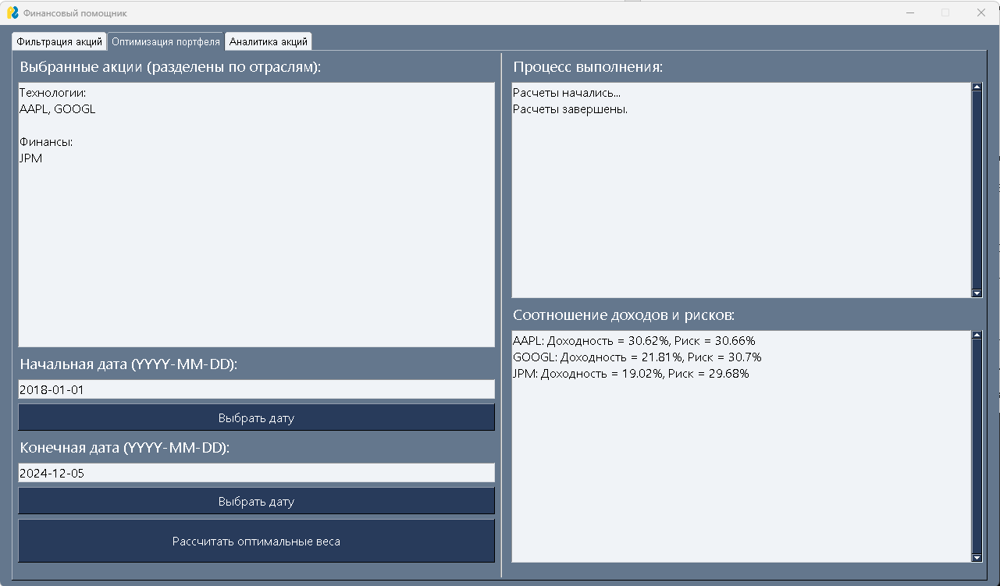 Финансовый помощник
Фильтрация акций
Оптимизация портфеля
Аналитика акций
Выбранные акции (разделены по отраслям):
Технологии:
AAPL, GOOGL
Финансы:
JPM
Начальная дата (YYYY-MM-DD):
2018-01-01
Выбрать дату
Конечная дата (YYYY-MM-DD):
2024-12-05
Выбрать дату
Рассчитать оптимальные веса
Процесс выполнения:
Расчеты начались...
Расчеты завершены.
Соотношение доходов и рисков:
AAPL: Доходность = 30.62%, Риск = 30.66%
GOOGL: Доходность = 21.81%, Риск = 30.7%
JPM: Доходность = 19.02%, Риск = 29.68%